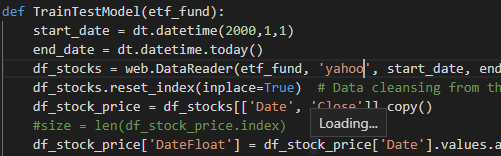 def TrainTestModel(etf_fund):
start_date = dt.datetime(2000,1,1)
end_date = dt.datetime.today()
df_stocks = web.DataReader(etf_fund, 'yahoo', start_date, end
df_stocks.reset_index(inplace=True)  # Data cleansing from th
df_stock_price = df_stocks[['Date', 'Close']].copy()
Loading...
#size = len(df_stock_price.index)
df_stock_price['DateFloat'] = df_stock_price['Date'].values.a